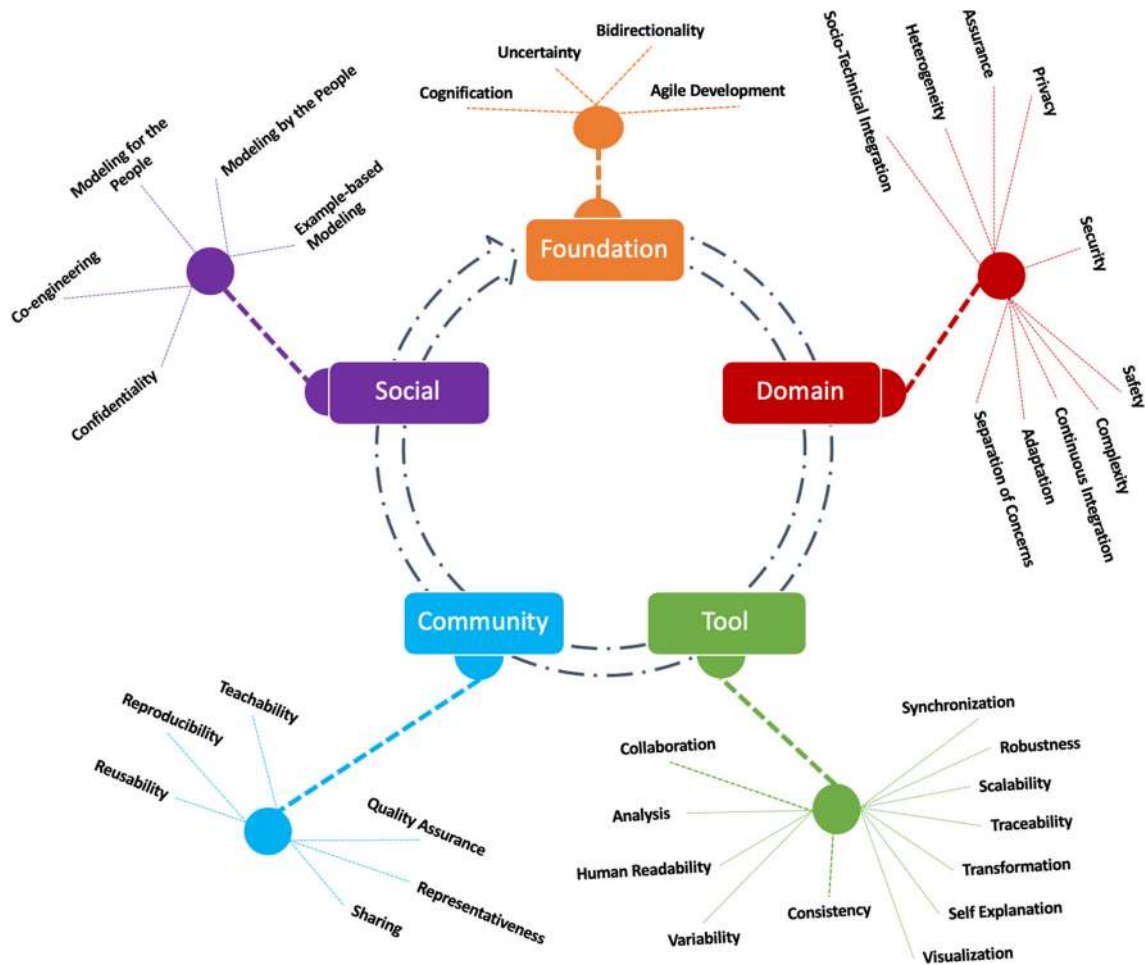 Bidirectionality
Uncertainty
Cognification
Agile Development
Foundation
Socio-Technical Integration
Heterogeneity
Assurance
Privacy
Security
Safety
Complexity
Continuous Integration
Adaptation
Separation of Concerns
Domain
Synchronization
Robustness
Scalability
Traceability
Transformation
Self Explanation
Visualization
Consistency
Variability
Human Readability
Analysis
Collaboration
Tool
Community
Teachability
Reproducibility
Reusability
Quality Assurance
Representativeness
Sharing
Social
Modeling for the
People
Modeling by the People
Example-based
Modeling
Co-engineering
Confidentiality